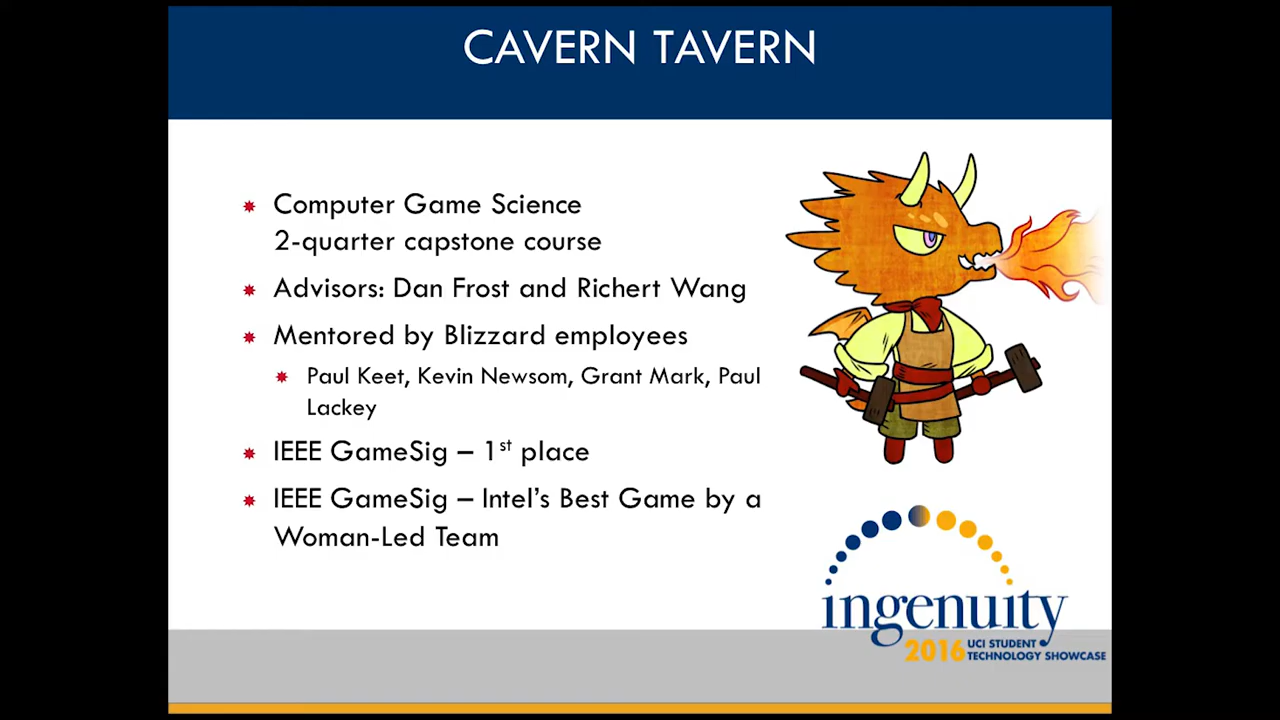 CAVERN TAVERN
Computer Game Science
2-quarter capstone course
Advisors: Dan Frost and Richert Wang
Mentored by Blizzard employees
Paul Keet, Kevin Newsom, Grant Mark, Paul
Lackey
IEEE GameSig – 1st place
IEEE GameSig – Intel's Best Game by a
Woman-Led Team
ingenuity
2016 UCI STUDENT
TECHNOLOGY SHOWCASE